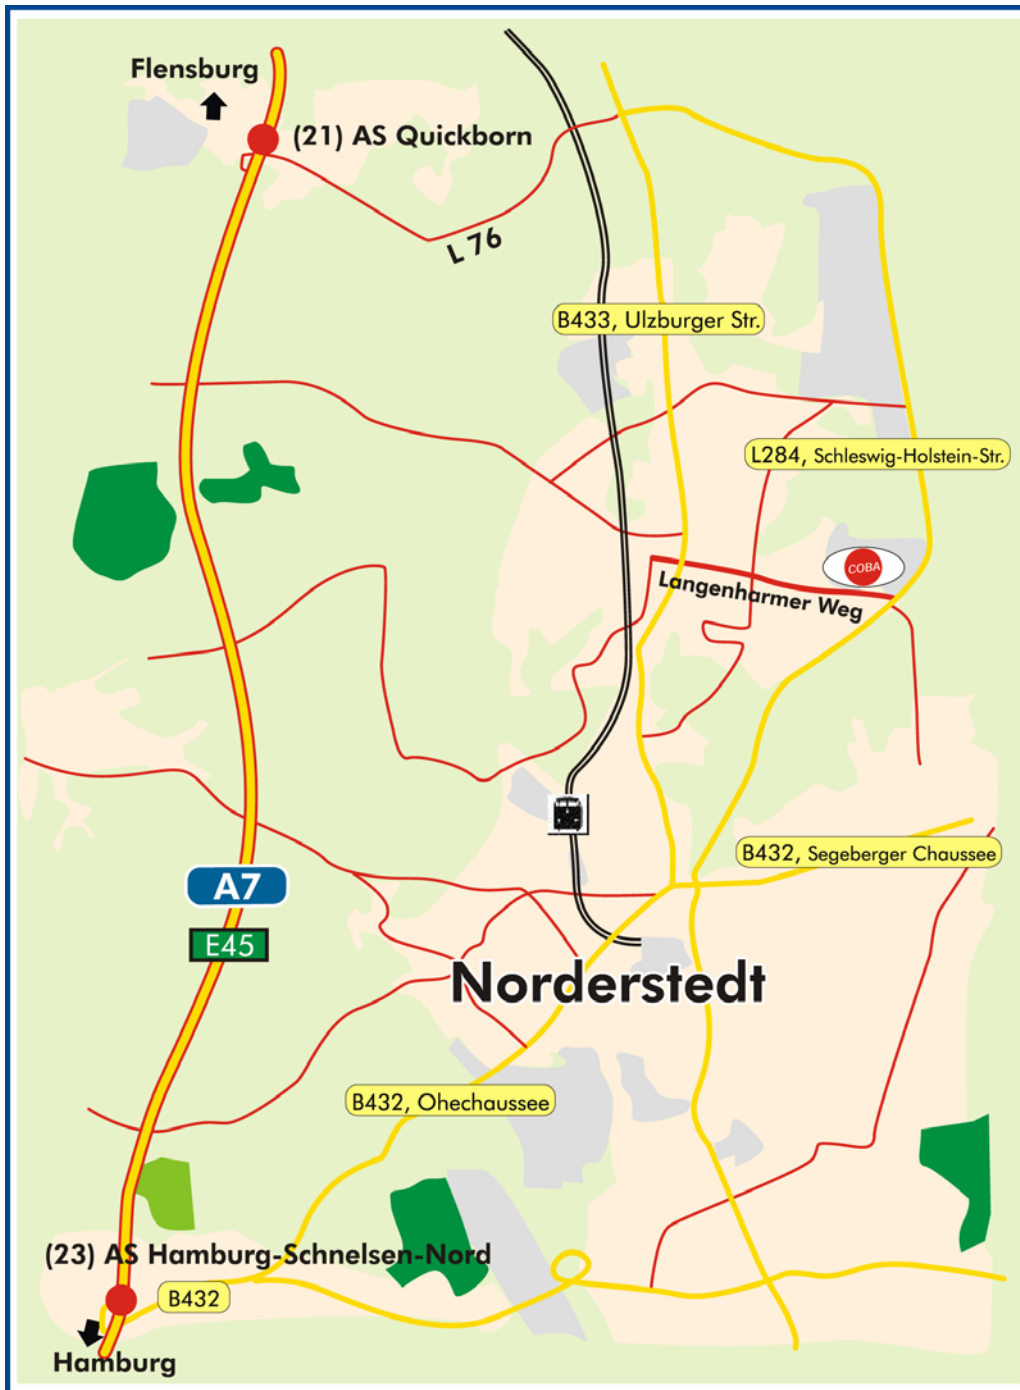 Flensburg
(21) AS Quickborn
L 76
B433, Ulzburger Str.
L284, Schleswig-Holstein-Str.
COBA
Langenharmer Weg
B432, Segeberger Chaussee
A7
E45
Norderstedt
B432, Ohechaussee
(23) AS Hamburg-Schnelsen-Nord
B432
Hamburg